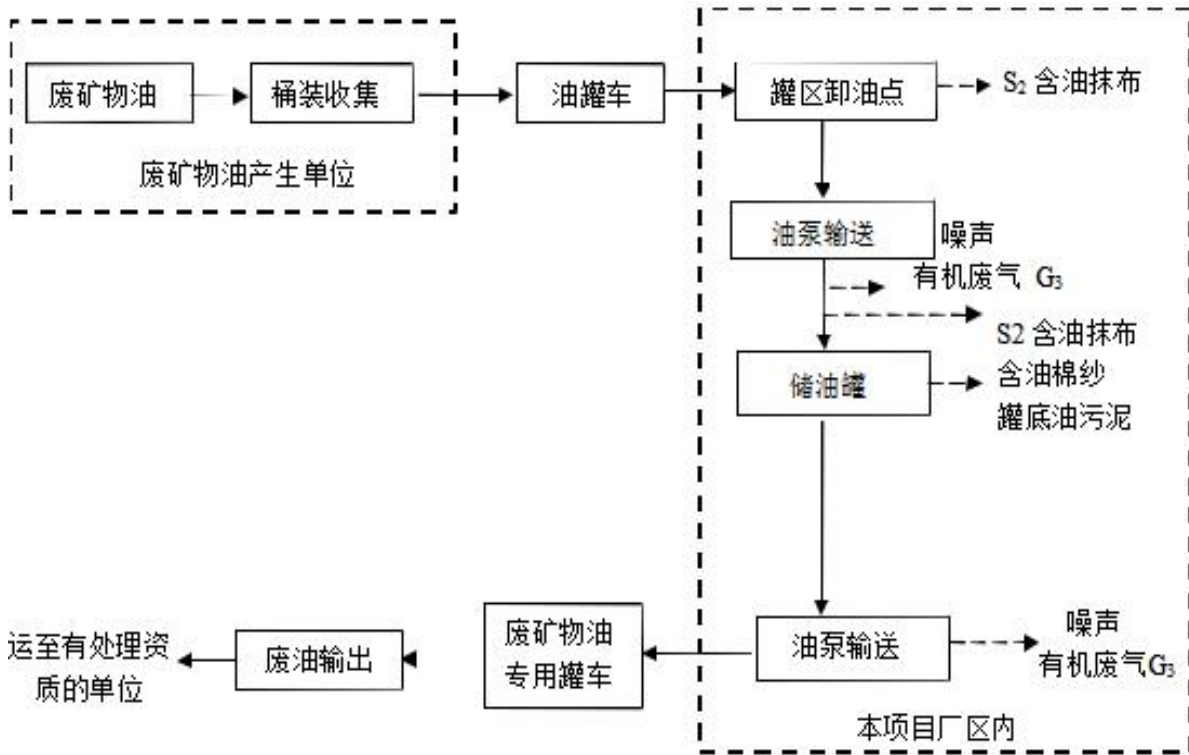 废矿物油
桶装收集
油罐车
罐区卸油点
S₂ 含油抹布
废矿物油产生单位
油泵输送
噪声
有机废气 G₃
S2 含油抹布
储油罐
含油棉纱
罐底油污泥
运至有处理资
质的单位
废油输出
废矿物油
专用罐车
油泵输送
噪声
有机废气G₃
本项目厂区内